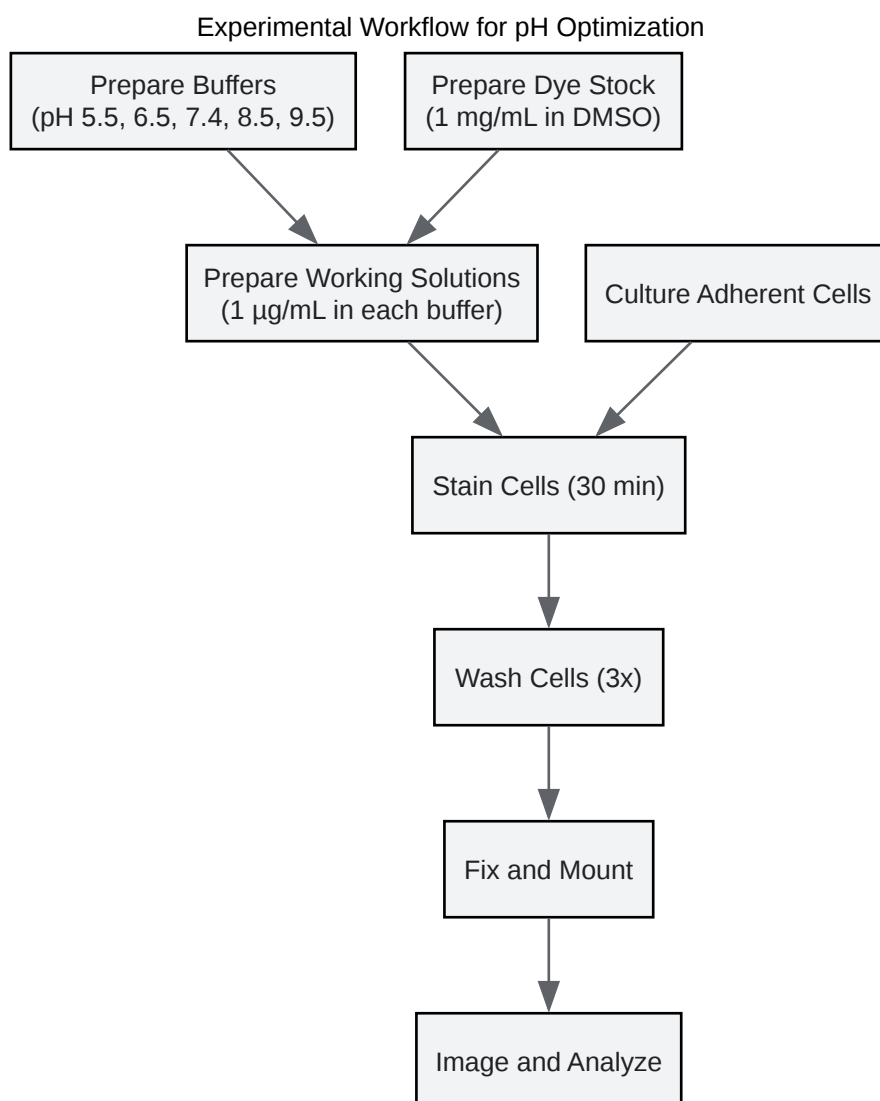 Experimental Workflow for pH Optimization
Prepare Buffers
(pH 5.5, 6.5, 7.4, 8.5, 9.5)
Prepare Dye Stock
(1 mg/mL in DMSO)
Prepare Working Solutions
(1 µg/mL in each buffer)
Culture Adherent Cells
Stain Cells (30 min)
Wash Cells (3x)
Fix and Mount
Image and Analyze